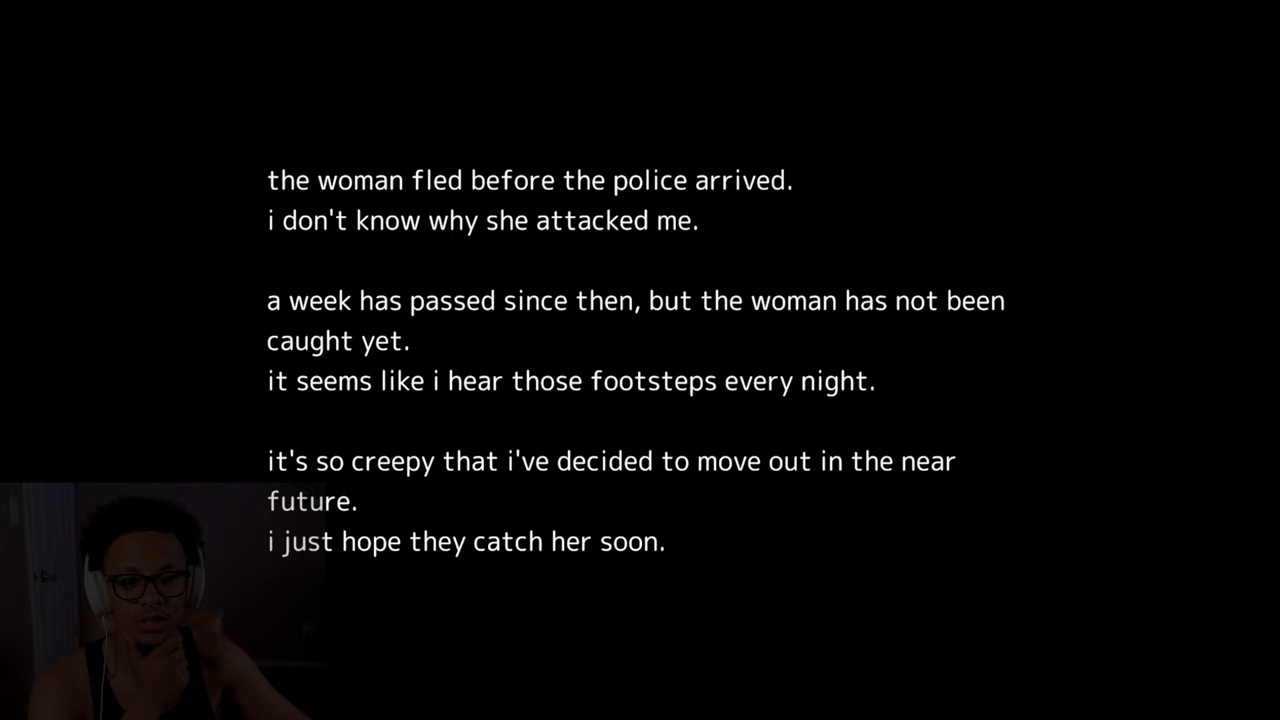 the woman fled before the police arrived.
i don't know why she attacked me.
a week has passed since then, but the woman has not been
caught yet.
it seems like i hear those footsteps every night.
it's so creepy that i've decided to move out in the near
future.
i just hope they catch her soon.